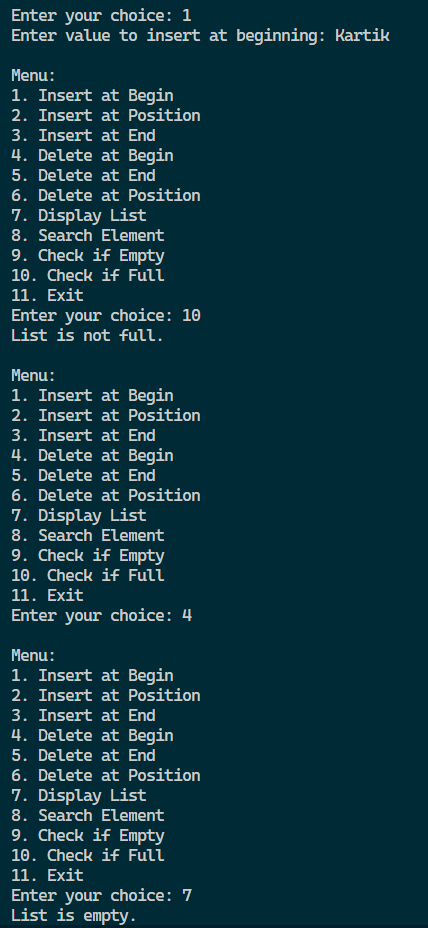 Enter your choice: 1
Enter value to insert at beginning: Kartik
Menu:
1. Insert at Begin
2. Insert at Position
3. Insert at End
4. Delete at Begin
5. Delete at End
6. Delete at Position
7. Display List
8. Search Element
9. Check if Empty
10. Check if Full
11. Exit
Enter your choice: 10
List is not full.
Menu:
1. Insert at Begin
2. Insert at Position
3. Insert at End
4. Delete at Begin
5. Delete at End
6. Delete at Position
7. Display List
8. Search Element
9. Check if Empty
10. Check if Full
11. Exit
Enter your choice: 4
Menu:
1. Insert at Begin
2. Insert at Position
3. Insert at End
4. Delete at Begin
5. Delete at End
6. Delete at Position
7. Display List
8. Search Element
9. Check if Empty
10. Check if Full
11. Exit
Enter your choice: 7
List is empty.